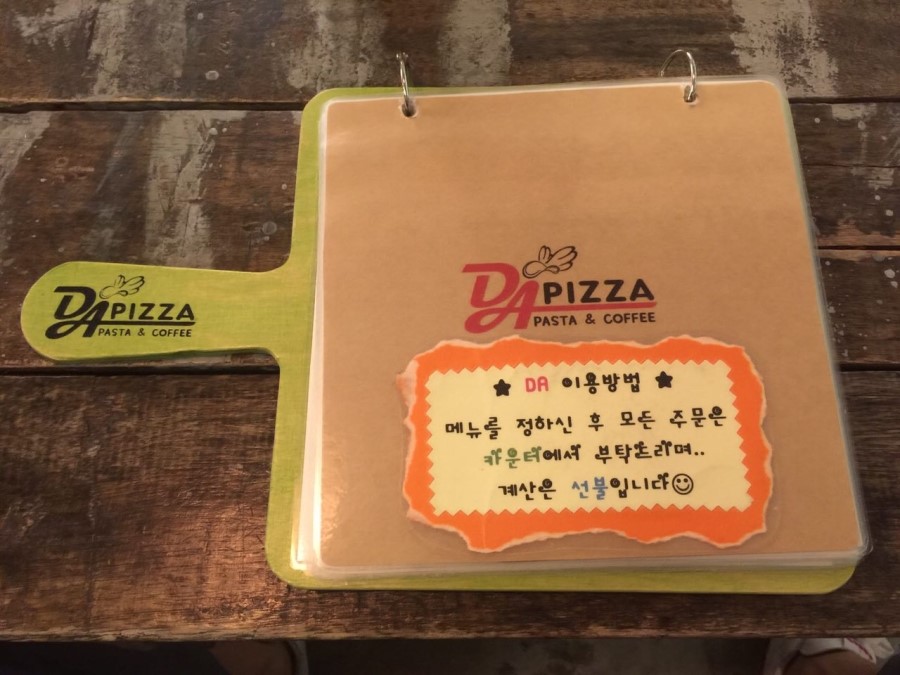 DA PIZZA
PASTA & COFFEE
DA PIZZA
PASTA & COFFEE
★ DA 이용방법 ★
메뉴를 정하신 후 모든 주문은
카운터에서 부탁드리며..
계산은 선불입니다☺